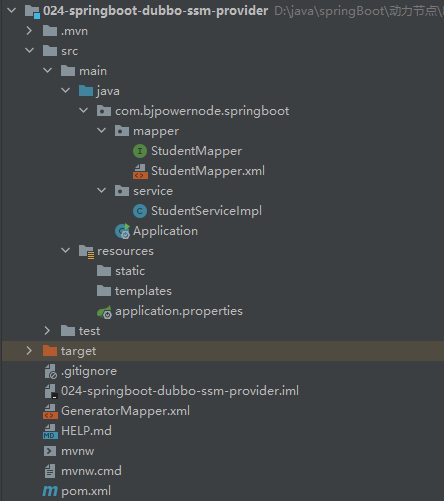 024-springboot-dubbo-ssm-provider D:\java\springBoot\动力节点\
.mvn
src
main
java
com.bjpowernode.springboot
mapper
StudentMapper
StudentMapper.xml
service
StudentServiceImpl
Application
resources
static
templates
application.properties
test
target
.gitignore
024-springboot-dubbo-ssm-provider.iml
GeneratorMapper.xml
HELP.md
mvnw
mvnw.cmd
pom.xml